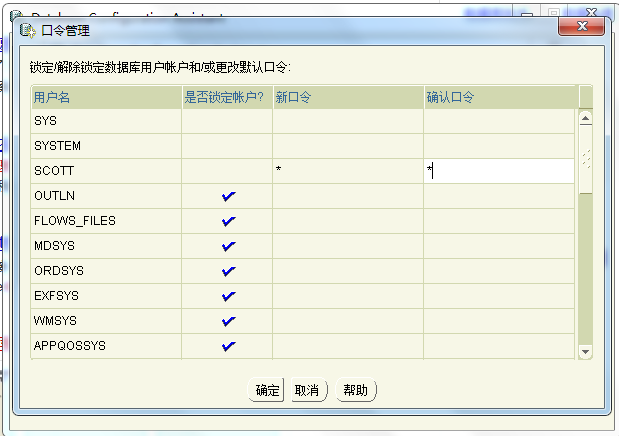 口令管理
锁定/解除锁定数据库用户帐户和/或更改默认口令:
用户名 是否锁定帐户? 新口令 确认口令
SYS
SYSTEM
SCOTT * *
OUTLN
FLOWS_FILES
MDSYS
ORDSYS
EXFSYS
WMSYS
APPQOSSYS
确定 取消 帮助